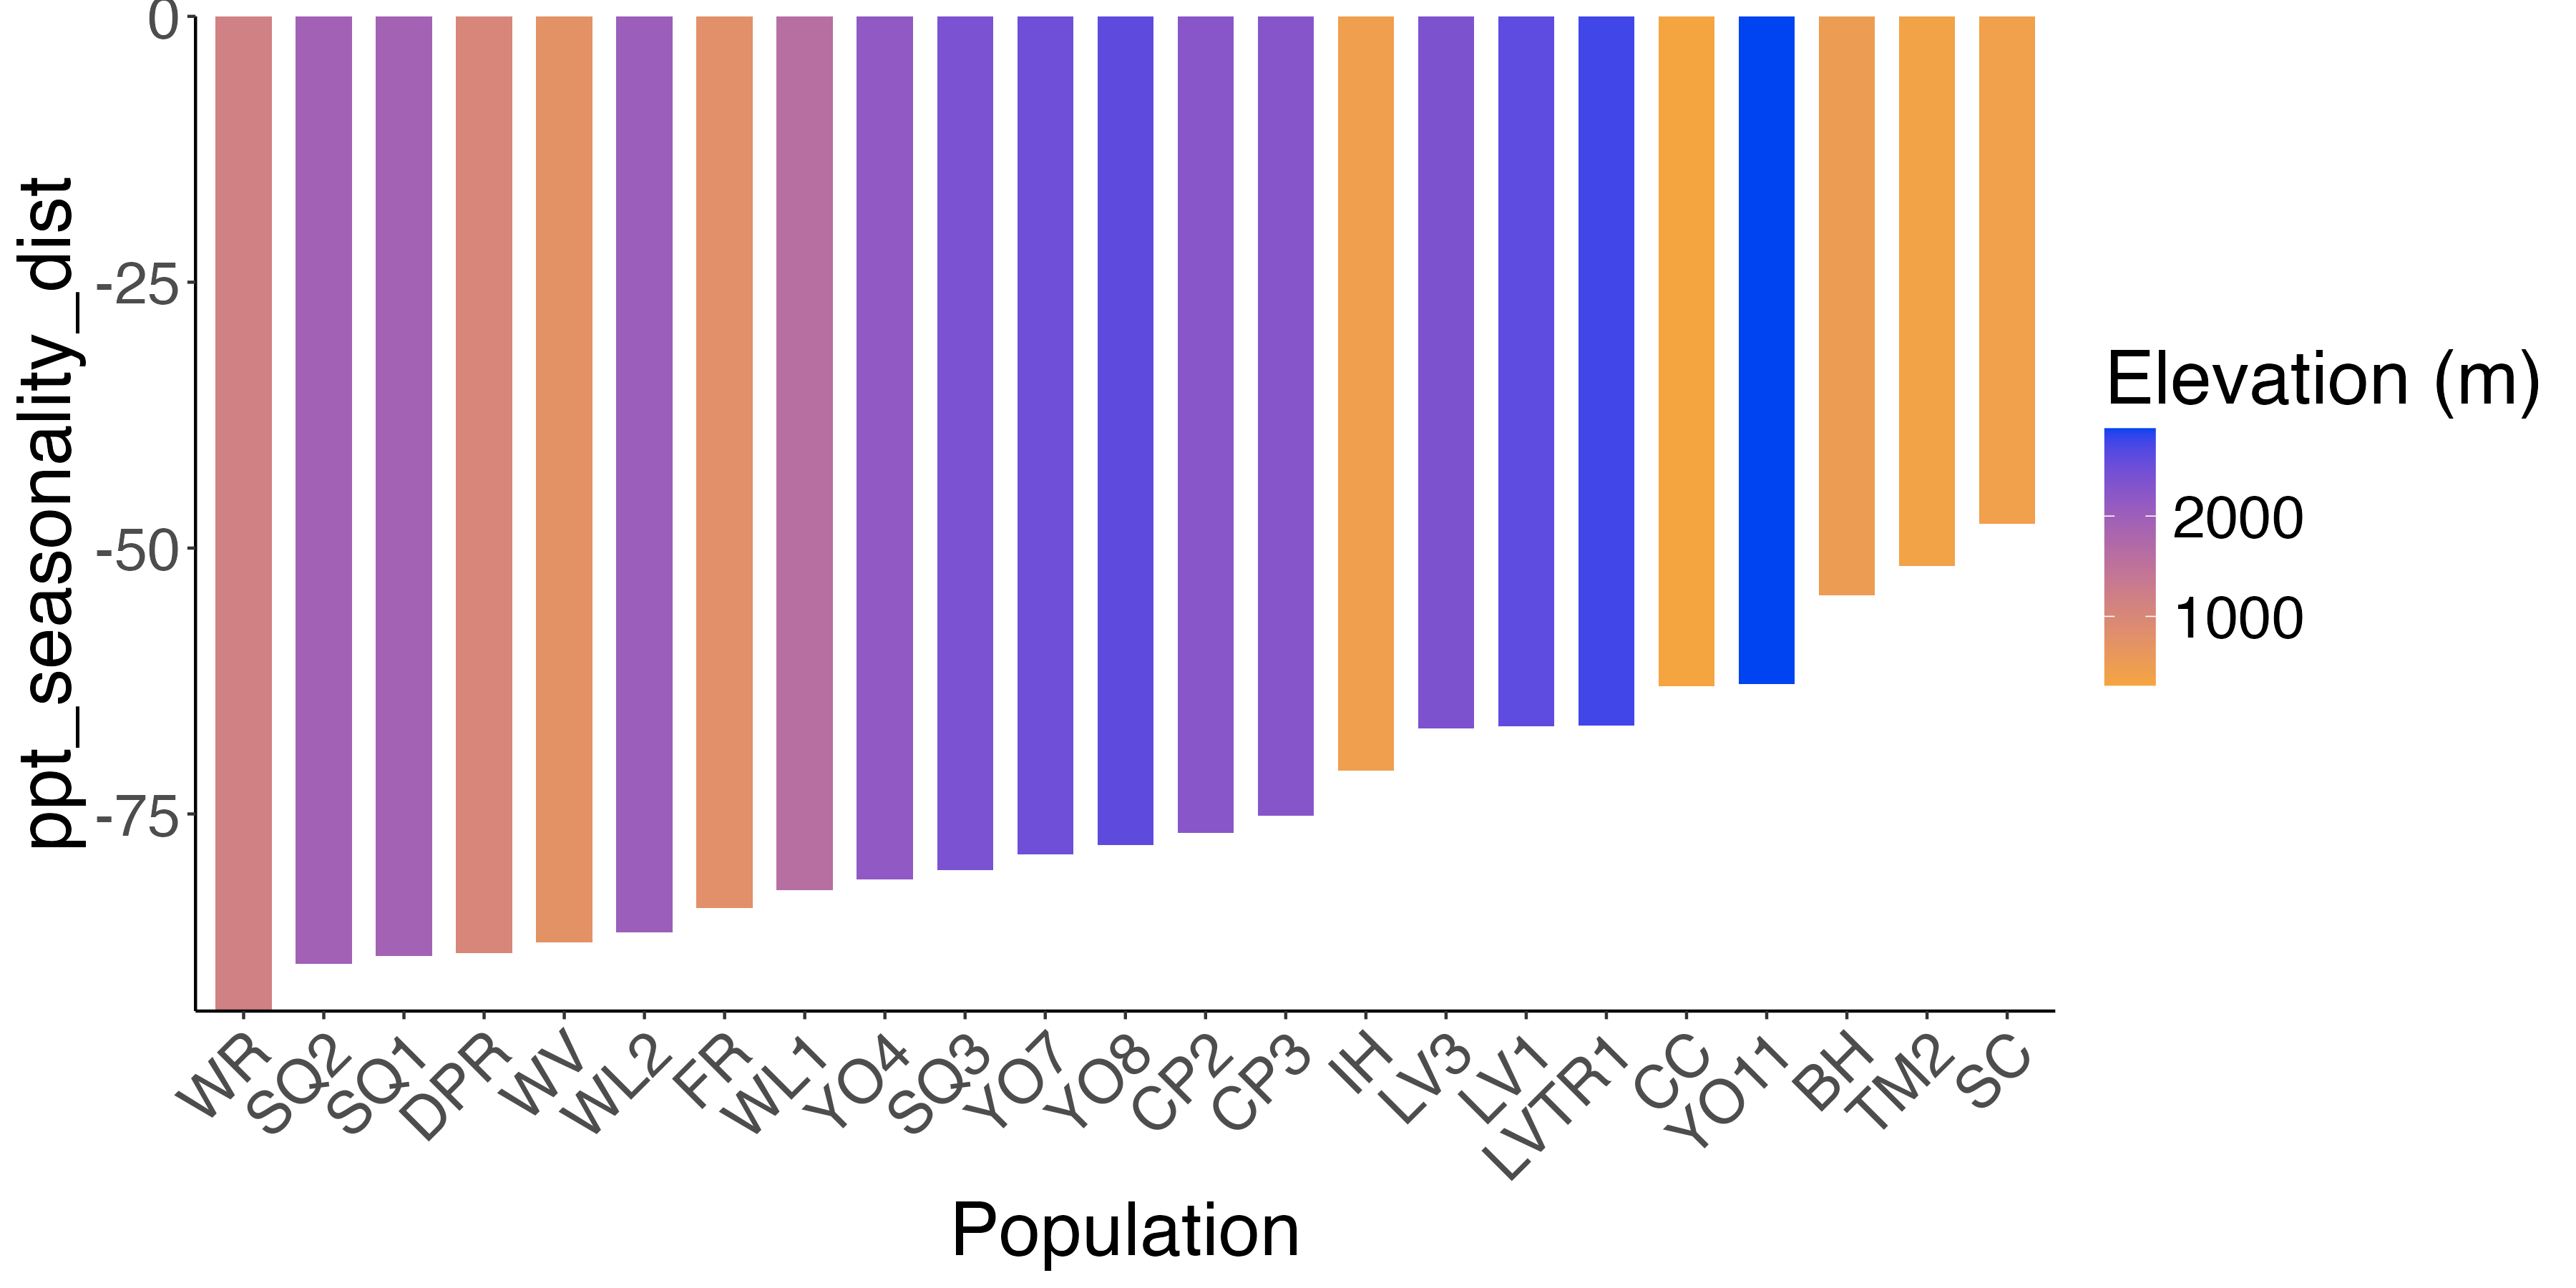 ppt_seasonality_dist
0
-25
-50
-75
WR
SQ2
SQ1
DPR
WV
WL2
FR
WL1
YO4
SQ3
YO7
YO8
CP2
CP3
IH
LV3
LV1
LVTR1
CC
YO11
BH
TM2
SC
Population
Elevation (m)
2000
1000